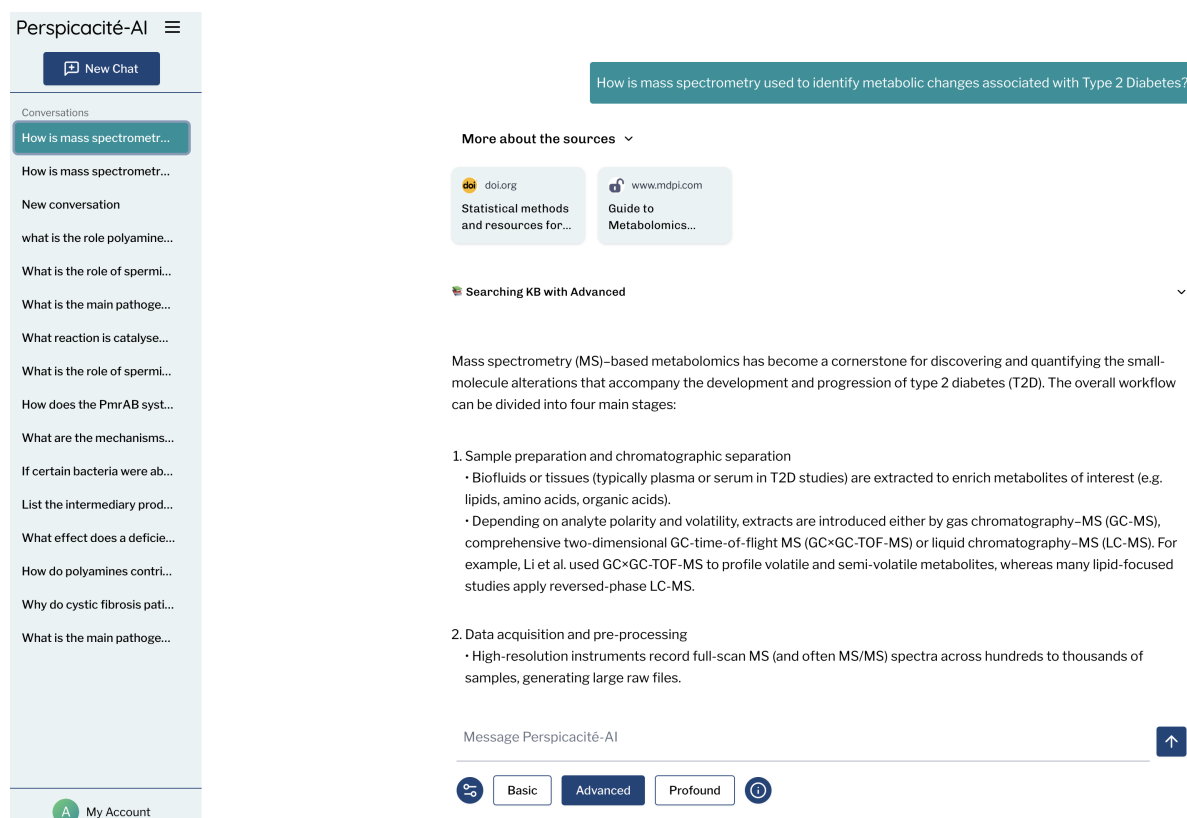 Perspicacité-AI
New Chat
Conversations
How is mass spectrometr...
How is mass spectrometr...
New conversation
what is the role polyamine...
What is the role of spermi...
What is the main pathoge...
What reaction is catalyse...
What is the role of spermi...
How does the PmrAB syst...
What are the mechanisms...
If certain bacteria were ab...
List the intermediary prod...
What effect does a deficie...
How do polyamines contri...
Why do cystic fibrosis pati...
What is the main pathoge...
A My Account
How is mass spectrometry used to identify metabolic changes associated with Type 2 Diabetes?
More about the sources
doi doi.org
Statistical methods
and resources for...
www.mdpi.com
Guide to
Metabolomics...
Searching KB with Advanced
Mass spectrometry (MS)–based metabolomics has become a cornerstone for discovering and quantifying the small-
molecule alterations that accompany the development and progression of type 2 diabetes (T2D). The overall workflow
can be divided into four main stages:
1. Sample preparation and chromatographic separation
• Biofluids or tissues (typically plasma or serum in T2D studies) are extracted to enrich metabolites of interest (e.g.
lipids, amino acids, organic acids).
• Depending on analyte polarity and volatility, extracts are introduced either by gas chromatography–MS (GC-MS),
comprehensive two-dimensional GC-time-of-flight MS (GC×GC-TOF-MS) or liquid chromatography–MS (LC-MS). For
example, Li et al. used GC×GC-TOF-MS to profile volatile and semi-volatile metabolites, whereas many lipid-focused
studies apply reversed-phase LC-MS.
2. Data acquisition and pre-processing
• High-resolution instruments record full-scan MS (and often MS/MS) spectra across hundreds to thousands of
samples, generating large raw files.
Message Perspicacité-AI
Basic
Advanced
Profound